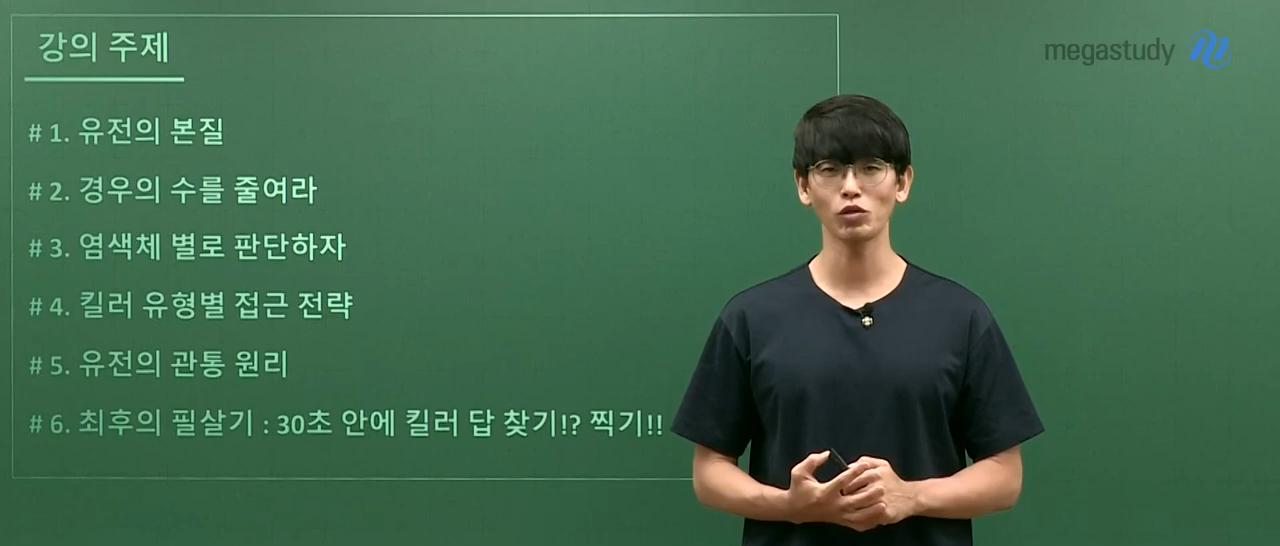 강의 주제
megastudy
# 1. 유전의 본질
# 2. 경우의 수를 줄여라
# 3. 염색체 별로 판단하자
# 4. 킬러 유형별 접근 전략
# 5. 유전의 관통 원리
# 6. 최후의 필살기 : 30초 안에 킬러 답 찾기!? 찍기!!